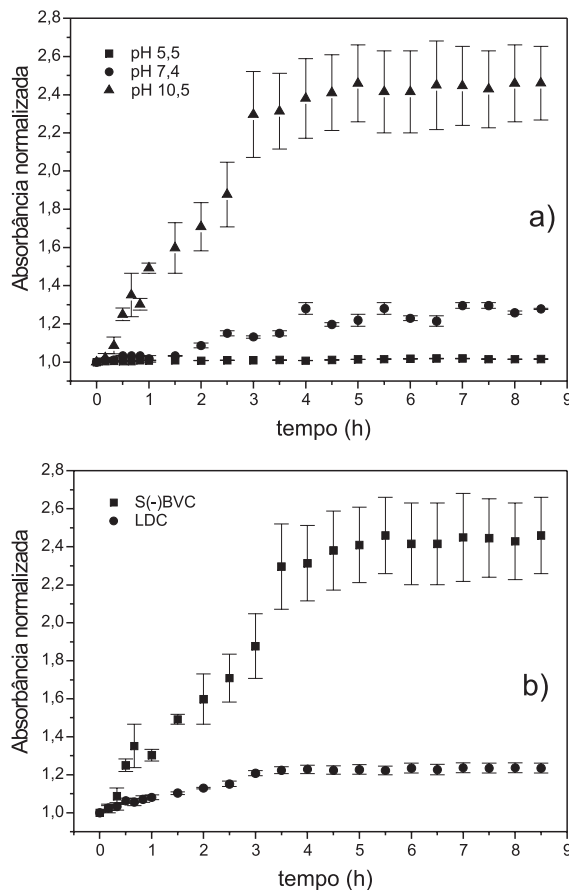 2,8
2,6
2,4
2,2
2,0
1,8
1,6
1,4
1,2
1,0
Absorbância normalizada
pH 5,5
pH 7,4
pH 10,5
a)
0 1 2 3 4 5 6 7 8 9
tempo (h)
2,8
2,6
2,4
2,2
2,0
1,8
1,6
1,4
1,2
1,0
Absorbância normalizada
S(-)BVC
LDC
b)
0 1 2 3 4 5 6 7 8 9
tempo (h)